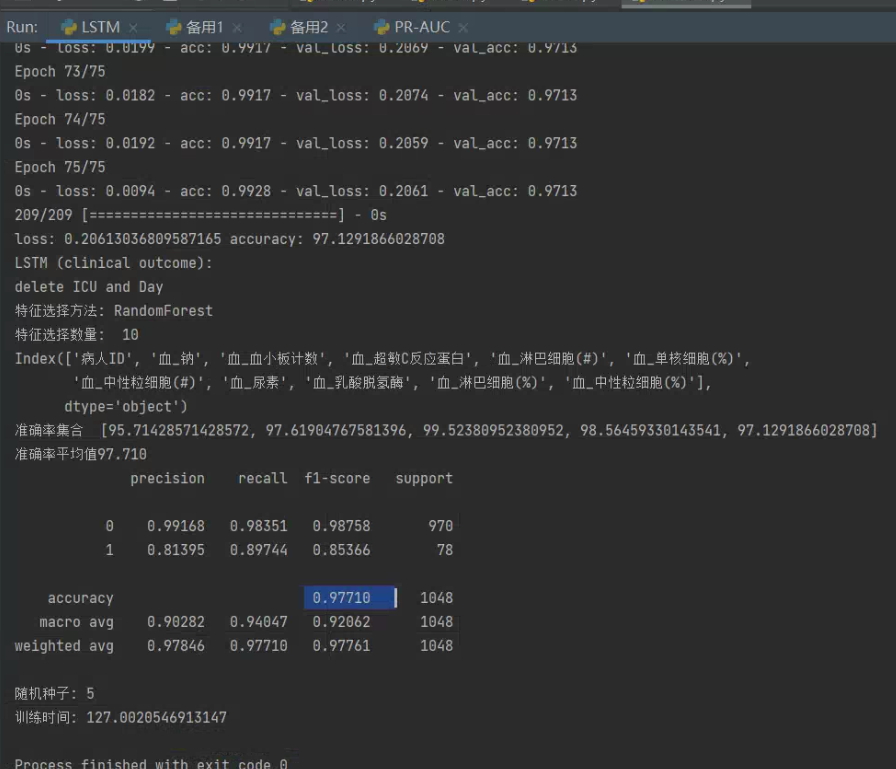 Run: LSTM × 备用1 × 备用2 × PR-AUC ×
0s - loss: 0.0199 - acc: 0.9917 - val_loss: 0.2069 - val_acc: 0.9713
Epoch 73/75
0s - loss: 0.0182 - acc: 0.9917 - val_loss: 0.2074 - val_acc: 0.9713
Epoch 74/75
0s - loss: 0.0192 - acc: 0.9917 - val_loss: 0.2059 - val_acc: 0.9713
Epoch 75/75
0s - loss: 0.0094 - acc: 0.9928 - val_loss: 0.2061 - val_acc: 0.9713
209/209 [==============================] - 0s
loss: 0.20613036809587165 accuracy: 97.1291866028708
LSTM (clinical outcome):
delete ICU and Day
特征选择方法: RandomForest
特征选择数量: 10
Index(['病人ID', '血_钠', '血_血小板计数', '血_超敏C反应蛋白', '血_淋巴细胞(#)', '血_单核细胞(%)',
'血_中性粒细胞(#)', '血_尿素', '血_乳酸脱氢酶', '血_淋巴细胞(%)', '血_中性粒细胞(%)'],
dtype='object')
准确率集合 [95.71428571428572, 97.61904767581396, 99.52380952380952, 98.56459330143541, 97.1291866028708]
准确率平均值97.710
precision recall f1-score support
0 0.99168 0.98351 0.98758 970
1 0.81395 0.89744 0.85366 78
accuracy 0.97710 1048
macro avg 0.90282 0.94047 0.92062 1048
weighted avg 0.97846 0.97710 0.97761 1048
随机种子: 5
训练时间: 127.0020546913147
Process finished with exit code 0